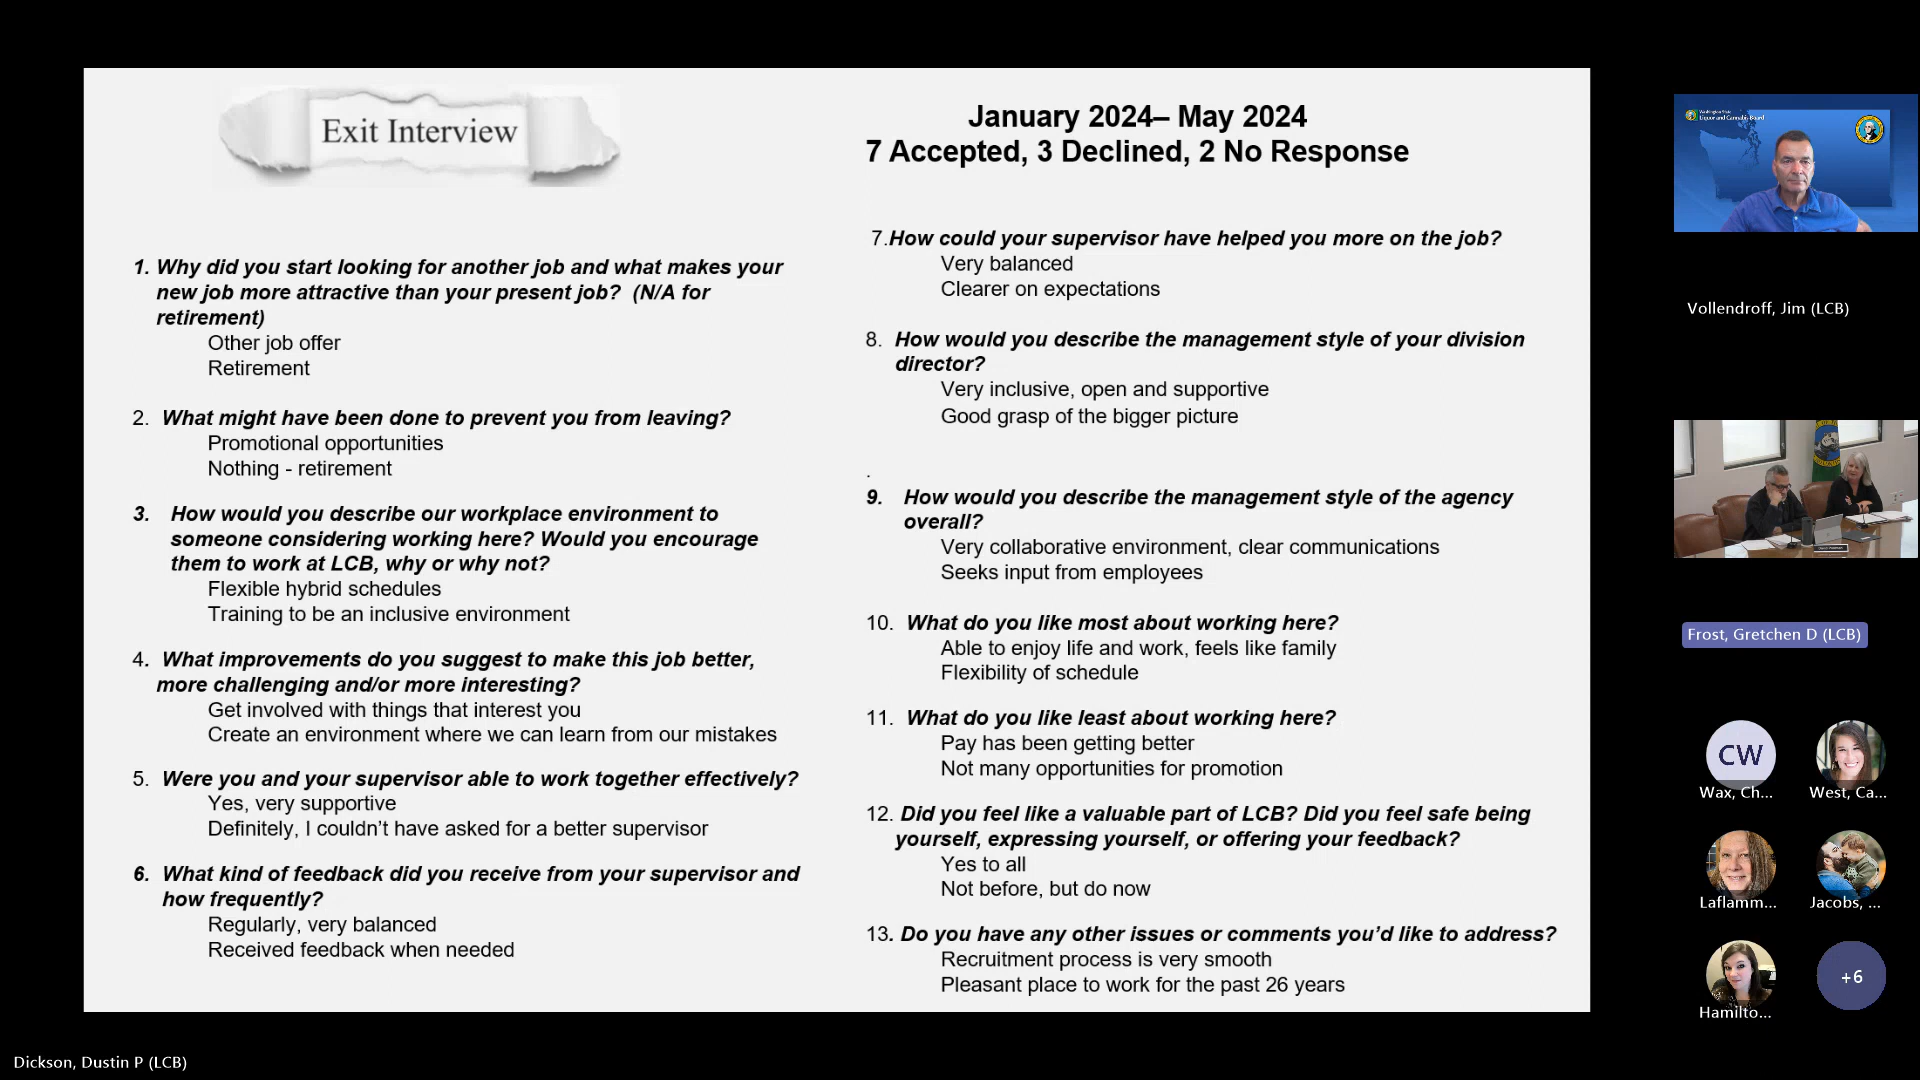 Exit Interview
January 2024– May 2024
7 Accepted, 3 Declined, 2 No Response
1. Why did you start looking for another job and what makes your
new job more attractive than your present job?  (N/A for
retirement)
Other job offer
Retirement
2. What might have been done to prevent you from leaving?
Promotional opportunities
Nothing - retirement
3. How would you describe our workplace environment to
someone considering working here? Would you encourage
them to work at LCB, why or why not?
Flexible hybrid schedules
Training to be an inclusive environment
4. What improvements do you suggest to make this job better,
more challenging and/or more interesting?
Get involved with things that interest you
Create an environment where we can learn from our mistakes
5. Were you and your supervisor able to work together effectively?
Yes, very supportive
Definitely, I couldn't have asked for a better supervisor
6. What kind of feedback did you receive from your supervisor and
how frequently?
Regularly, very balanced
Received feedback when needed
7.How could your supervisor have helped you more on the job?
Very balanced
Clearer on expectations
8. How would you describe the management style of your division
director?
Very inclusive, open and supportive
Good grasp of the bigger picture
.
9. How would you describe the management style of the agency
overall?
Very collaborative environment, clear communications
Seeks input from employees
10. What do you like most about working here?
Able to enjoy life and work, feels like family
Flexibility of schedule
11. What do you like least about working here?
Pay has been getting better
Not many opportunities for promotion
12. Did you feel like a valuable part of LCB? Did you feel safe being
yourself, expressing yourself, or offering your feedback?
Yes to all
Not before, but do now
13. Do you have any other issues or comments you'd like to address?
Recruitment process is very smooth
Pleasant place to work for the past 26 years
Washington State
Liquor and Cannabis Board
Vollendroff, Jim (LCB)
Frost, Gretchen D (LCB)
CW
Wax, Ch...
West, Ca...
Laflamm...
Jacobs, ...
Hamilto...
+6
Dickson, Dustin P (LCB)